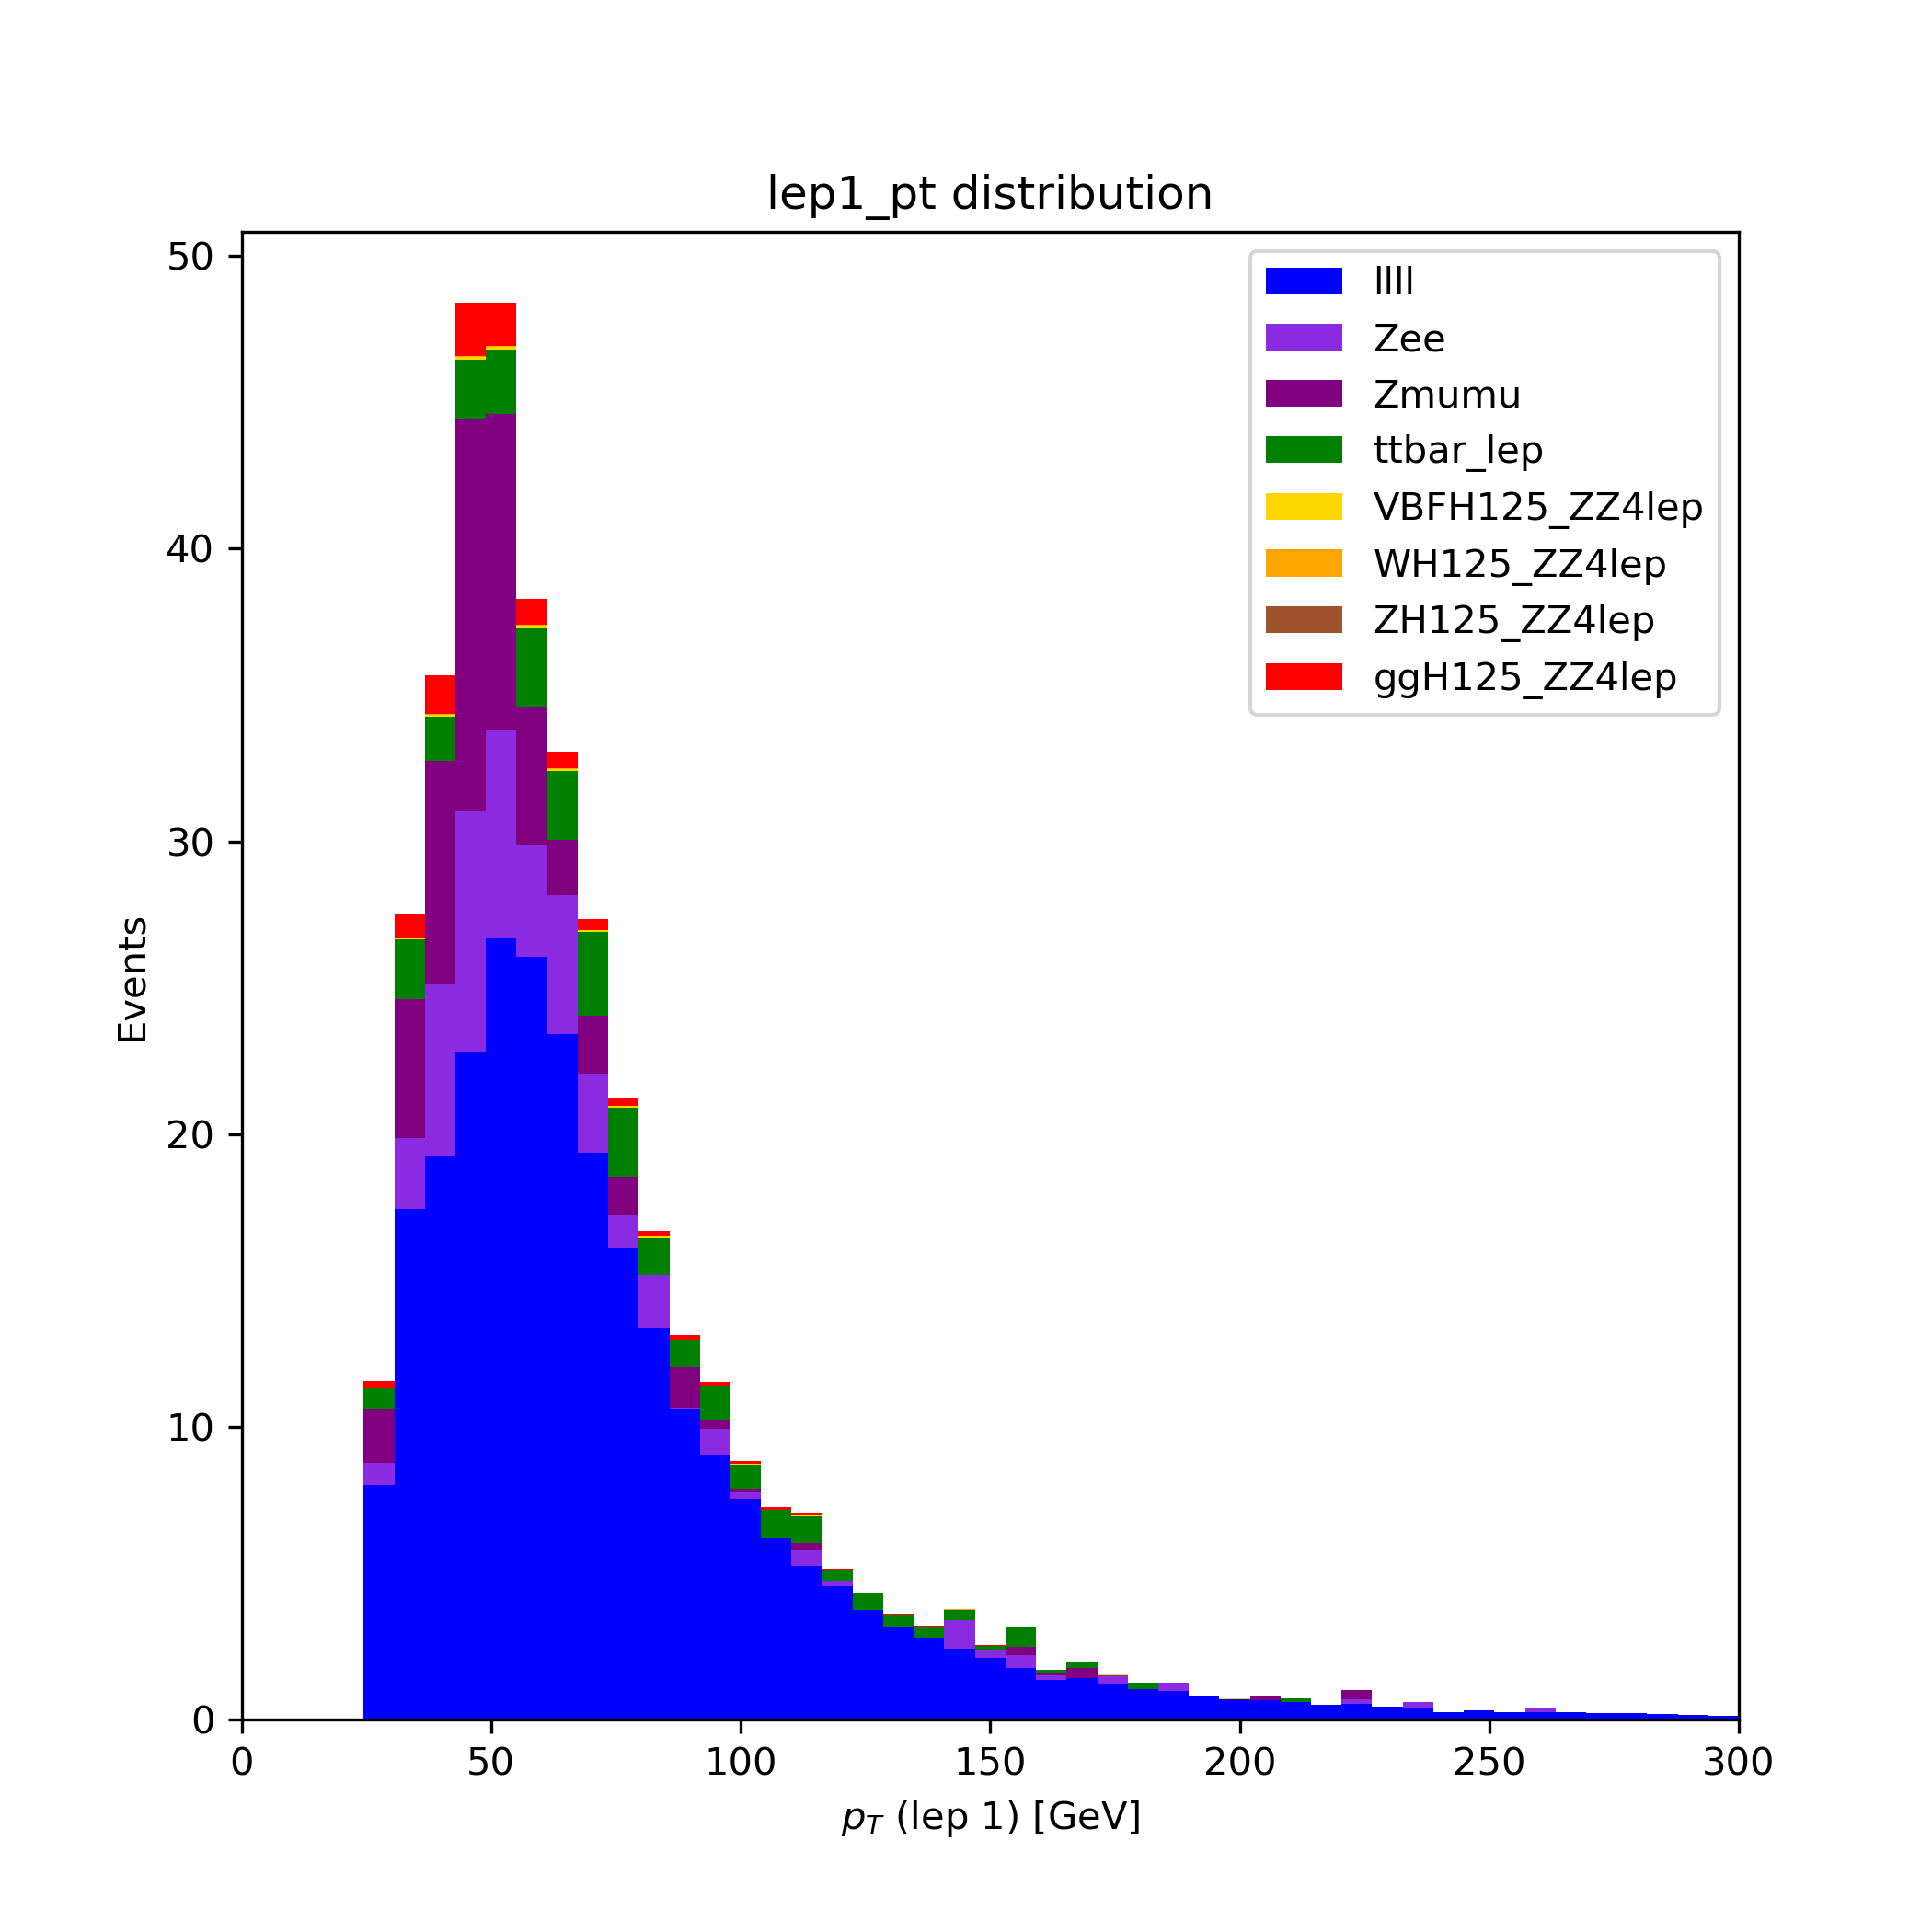 lep1_pt distribution
50
40
30
20
10
0
Events
llll
Zee
Zmumu
ttbar_lep
VBFH125_ZZ4lep
WH125_ZZ4lep
ZH125_ZZ4lep
ggH125_ZZ4lep
0 50 100 150 200 250 300
p_T (lep 1) [GeV]